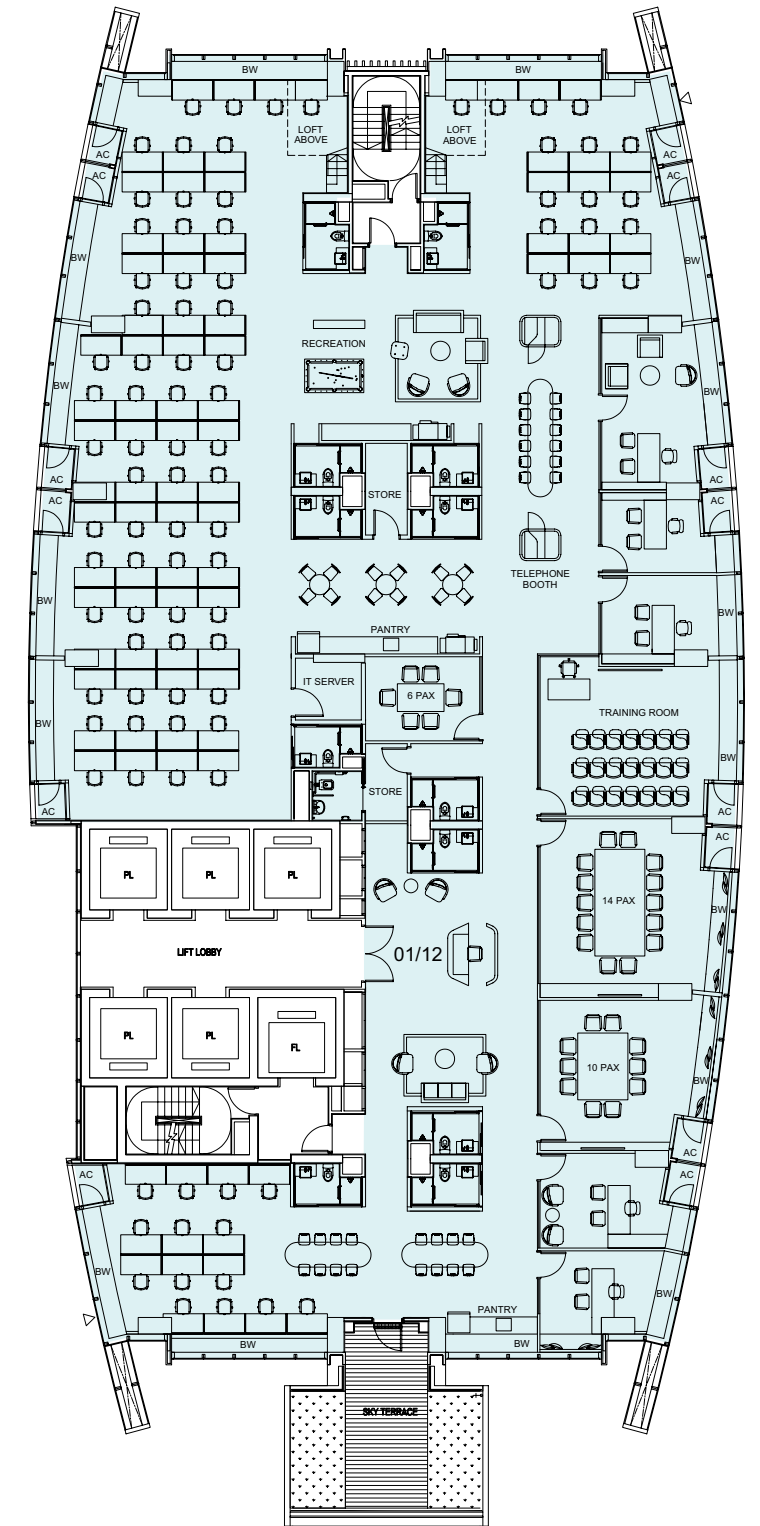 BW
BW
LOFT
ABOVE
LOFT
ABOVE
AC
AC
AC
AC
BW
BW
RECREATION
BW
BW
AC
AC
STORE
AC
AC
TELEPHONE
BOOTH
BW
BW
PANTRY
IT SERVER
6 PAX
TRAINING ROOM
BW
BW
STORE
AC
AC
AC
PL
PL
PL
14 PAX
BW
LIFT LOBBY
01/12
PL
PL
FL
10 PAX
BW
AC
AC
AC
BW
BW
PANTRY
BW
BW
SKY TERRACE